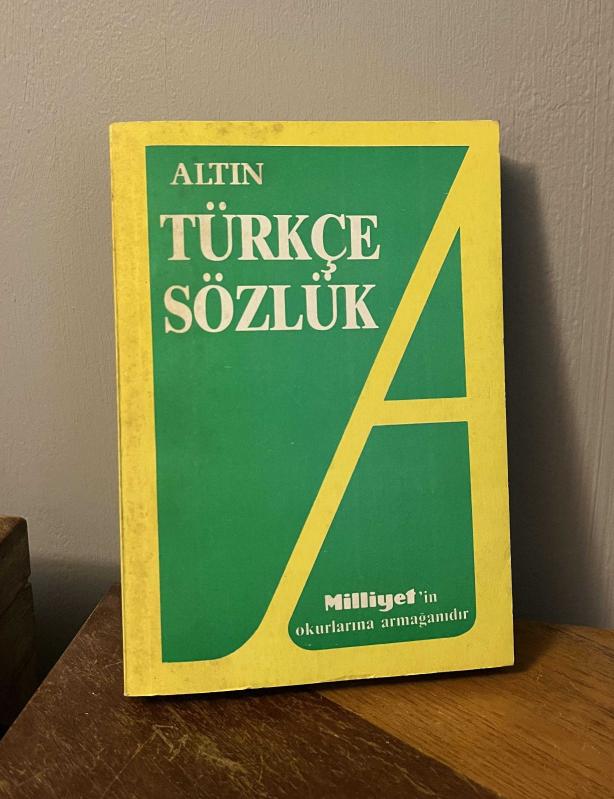 ALTIN
TÜRKÇE
SÖZLÜK
A
Milliyet'in
okurlarına armağanıdır